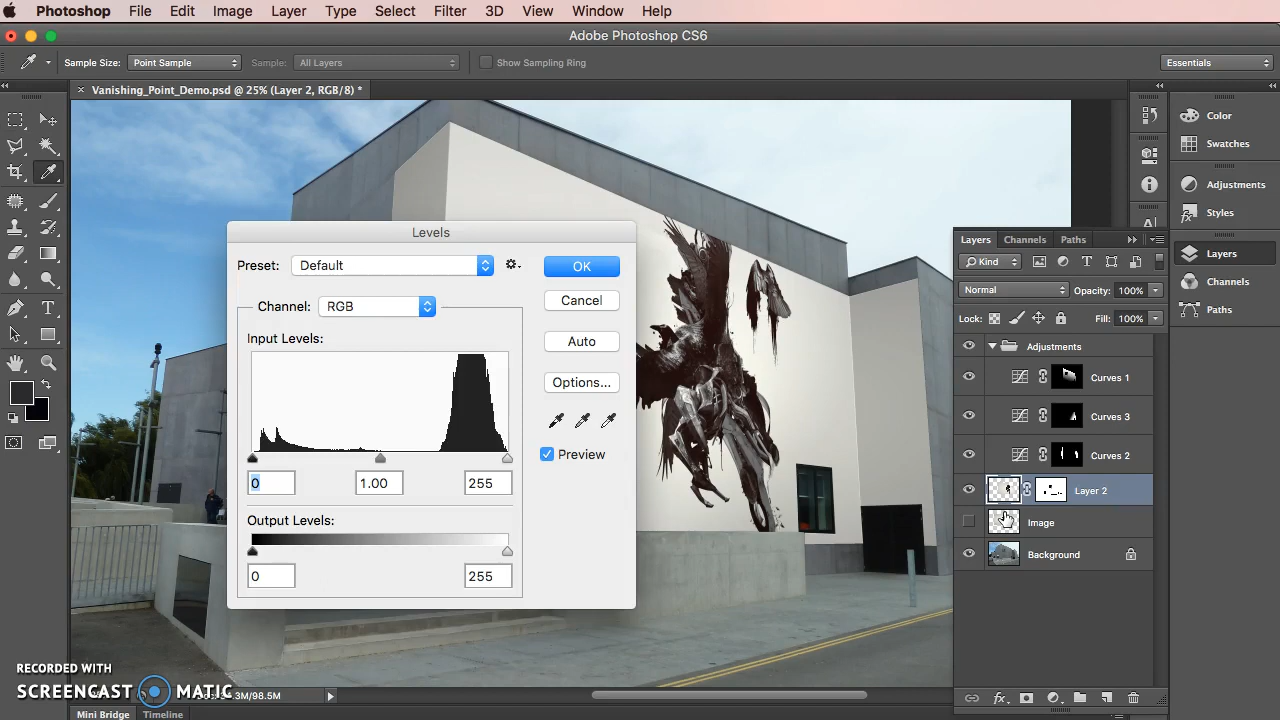 Photoshop File Edit Image Layer Type Select Filter 3D View Window Help
Adobe Photoshop CS6
Sample Size: Point Sample Sample: All Layers Show Sampling Ring Essentials
Vanishing_Point_Demo.psd @ 25% (Layer 2, RGB/8) *
Levels
Preset: Default
OK
Channel: RGB
Cancel
Input Levels:
Auto
Options...
Preview
0 1.00 255
Output Levels:
0 255
Color
Swatches
Adjustments
Styles
Layers
Channels
Paths
Layers Channels Paths
Kind
Normal Opacity: 100%
Lock: Fill: 100%
Adjustments
Curves 1
Curves 3
Curves 2
Layer 2
Image
Background
RECORDED WITH
SCREENCAST MATIC
3M/98.5M
Mini Bridge Timeline